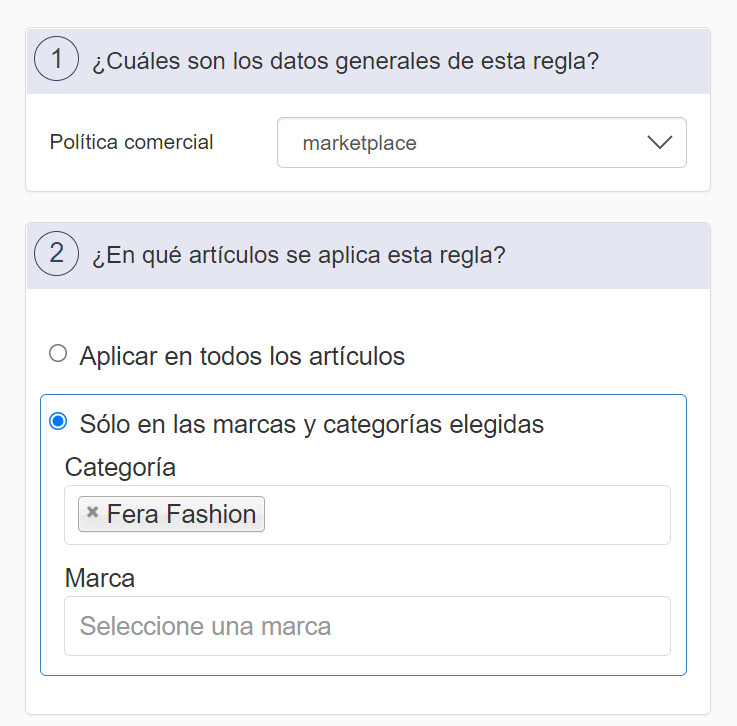 1 ¿Cuáles son los datos generales de esta regla?
Política comercial marketplace
2 ¿En qué artículos se aplica esta regla?
Aplicar en todos los artículos
Sólo en las marcas y categorías elegidas
Categoría
× Fera Fashion
Marca
Seleccione una marca